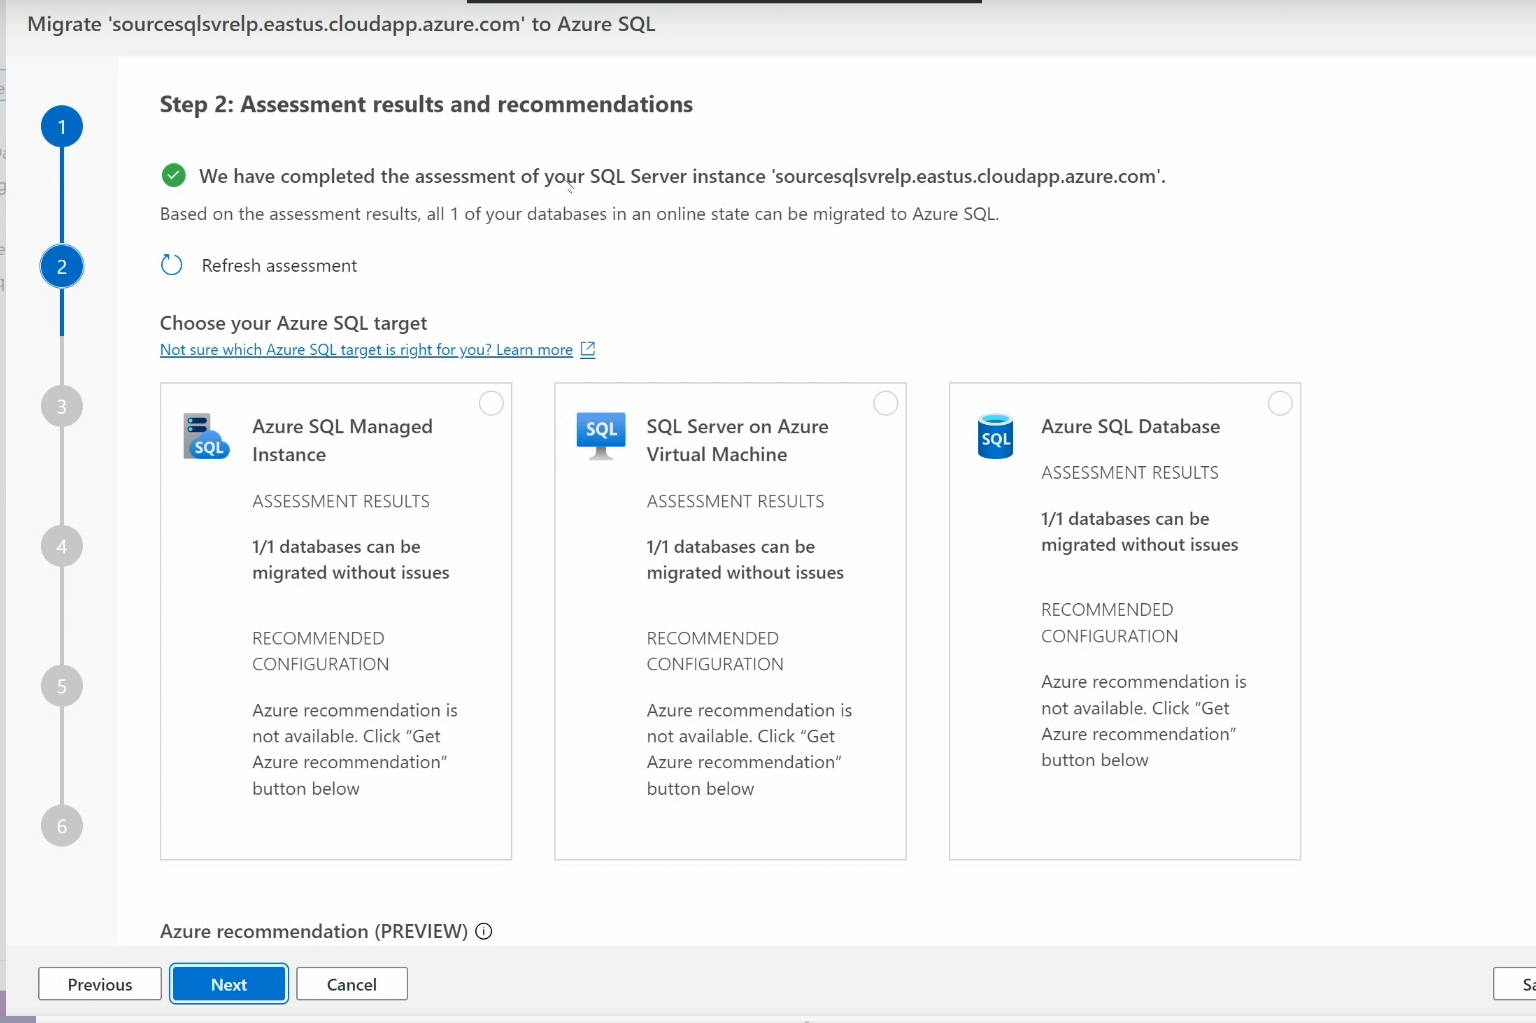 Migrate 'sourcesqlsvrelp.eastus.cloudapp.azure.com' to Azure SQL
1
2
3
4
5
6
Step 2: Assessment results and recommendations
We have completed the assessment of your SQL Server instance 'sourcesqlsvrelp.eastus.cloudapp.azure.com'.
Based on the assessment results, all 1 of your databases in an online state can be migrated to Azure SQL.
Refresh assessment
Choose your Azure SQL target
Not sure which Azure SQL target is right for you? Learn more
SQL
Azure SQL Managed
Instance
ASSESSMENT RESULTS
1/1 databases can be
migrated without issues
RECOMMENDED
CONFIGURATION
Azure recommendation is
not available. Click “Get
Azure recommendation”
button below
SQL
SQL Server on Azure
Virtual Machine
ASSESSMENT RESULTS
1/1 databases can be
migrated without issues
RECOMMENDED
CONFIGURATION
Azure recommendation is
not available. Click “Get
Azure recommendation”
button below
SQL
Azure SQL Database
ASSESSMENT RESULTS
1/1 databases can be
migrated without issues
RECOMMENDED
CONFIGURATION
Azure recommendation is
not available. Click “Get
Azure recommendation”
button below
Azure recommendation (PREVIEW)
Previous
Next
Cancel